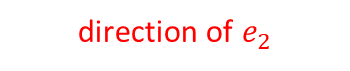 direction of e₂